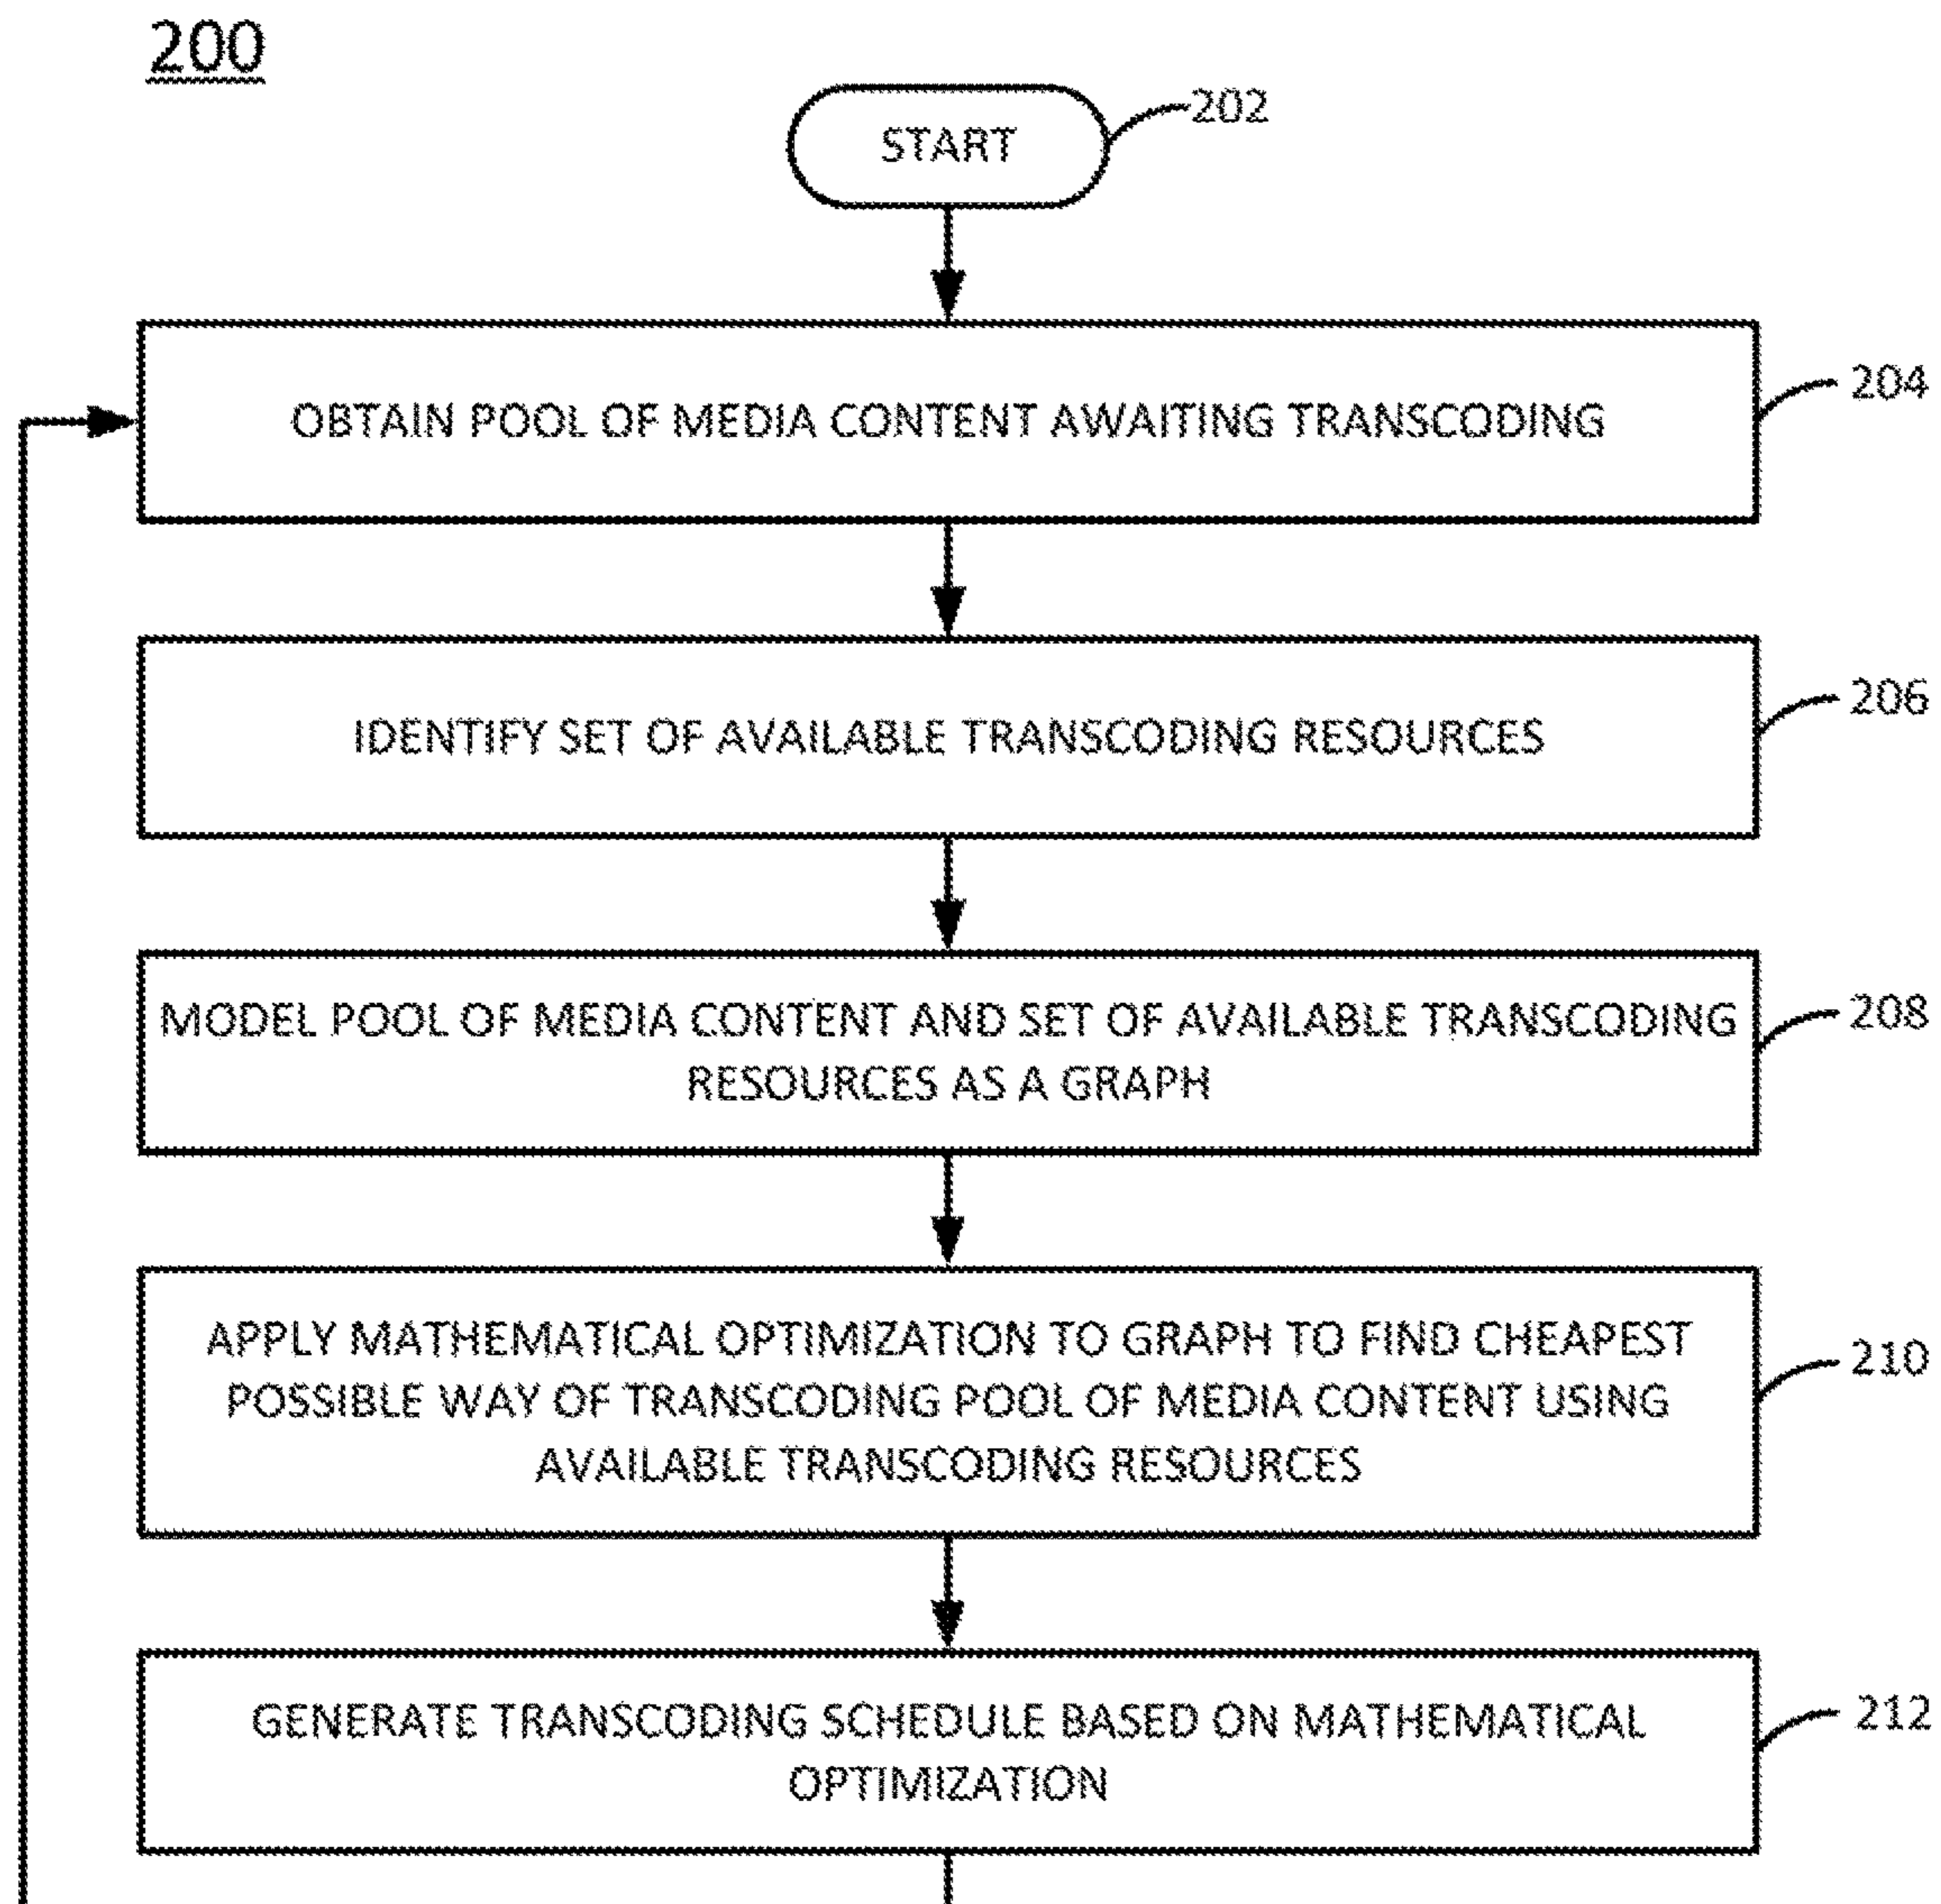 200
START
202
OBTAIN POOL OF MEDIA CONTENT AWAITING TRANSCODING
204
IDENTIFY SET OF AVAILABLE TRANSCODING RESOURCES
206
MODEL POOL OF MEDIA CONTENT AND SET OF AVAILABLE TRANSCODING
RESOURCES AS A GRAPH
208
APPLY MATHEMATICAL OPTIMIZATION TO GRAPH TO FIND CHEAPEST
POSSIBLE WAY OF TRANSCODING POOL OF MEDIA CONTENT USING
AVAILABLE TRANSCODING RESOURCES
210
GENERATE TRANSCODING SCHEDULE BASED ON MATHEMATICAL
OPTIMIZATION
212